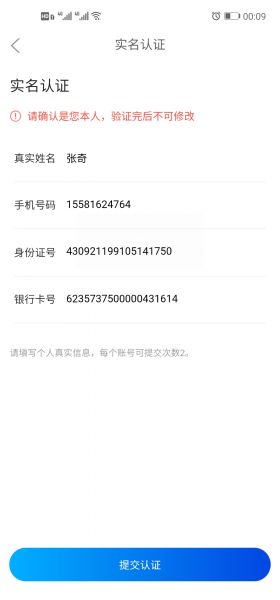 00:09
实名认证
实名认证
请确认是您本人，验证完后不可修改
真实姓名 张奇
手机号码 15581624764
身份证号 430921199105141750
银行卡号 6235737500000431614
请填写个人真实信息，每个账号可提交次数2。
提交认证